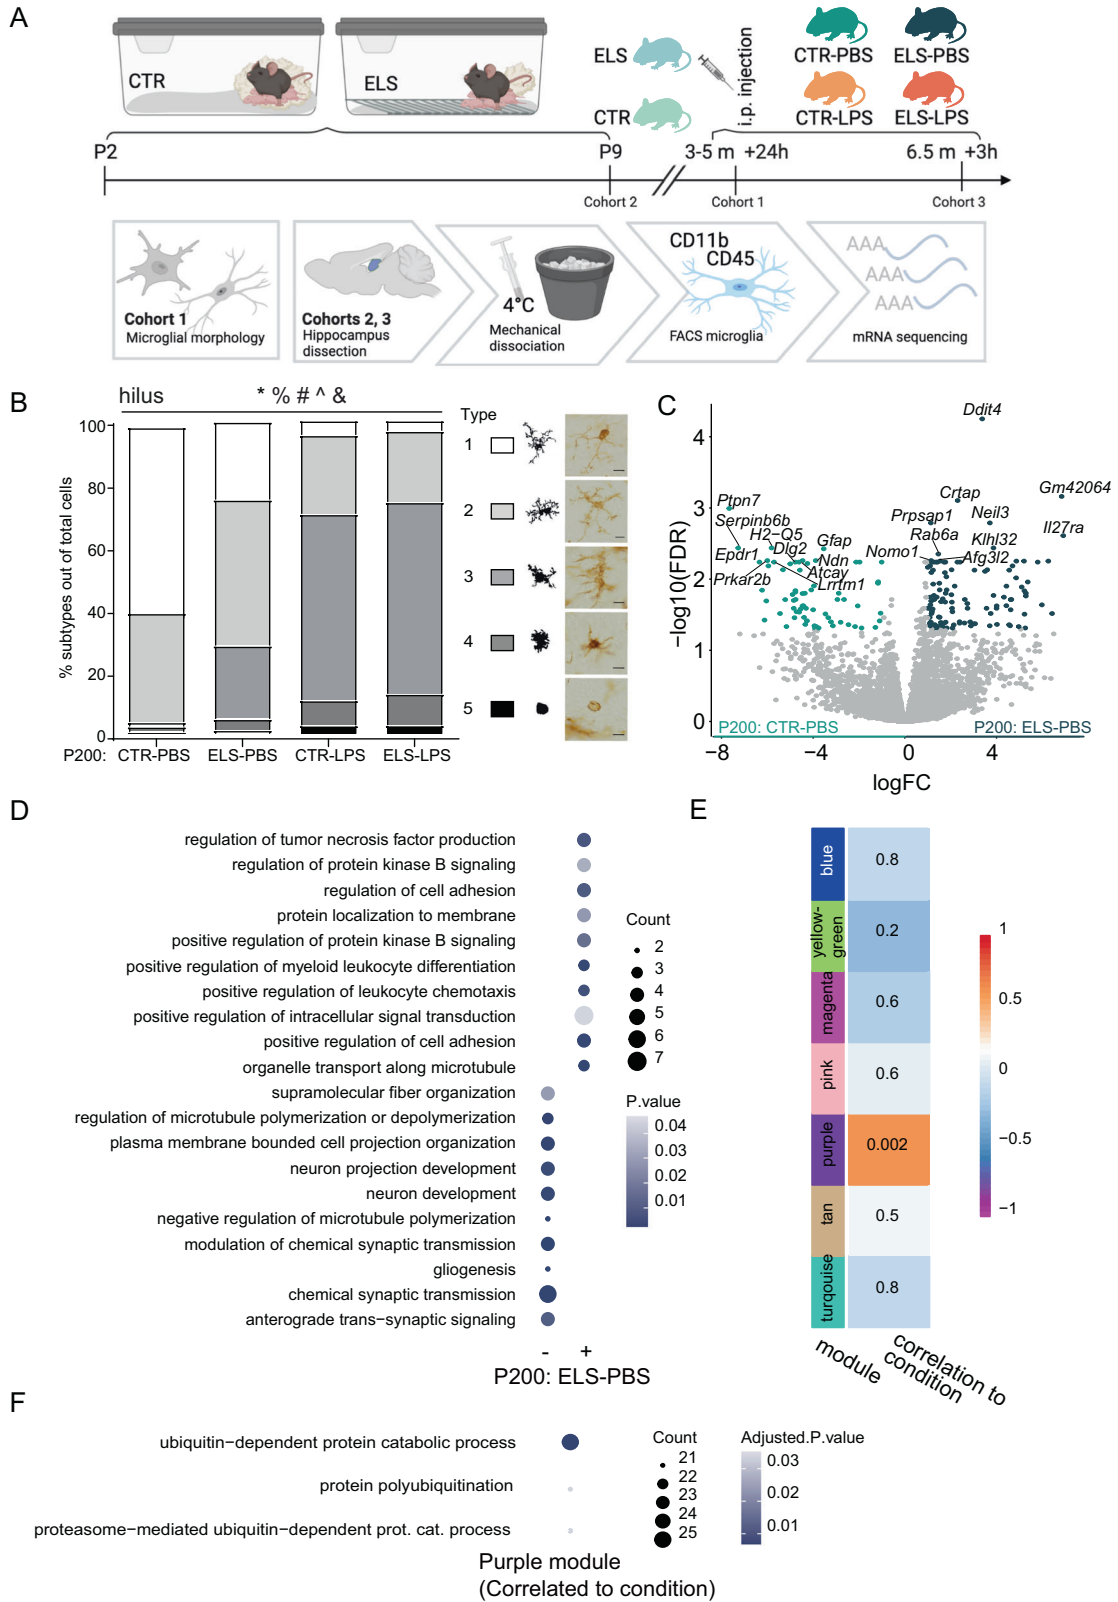 A
CTR
ELS
ELS
CTR
i.p. injection
CTR-PBS
ELS-PBS
CTR-LPS
ELS-LPS
P2
P9
3-5 m +24h
6.5 m +3h
Cohort 2
Cohort 1
Cohort 3
Cohort 1
Microglial morphology
Cohorts 2, 3
Hippocampus
dissection
4°C
Mechanical
dissociation
CD11b
CD45
FACS microglia
AAA
AAA
AAA
mRNA sequencing
B
hilus
* % # ^ &
% subtypes out of total cells
100
80
60
40
20
0
P200:
CTR-PBS
ELS-PBS
CTR-LPS
ELS-LPS
Type
1
2
3
4
5
C
−log10(FDR)
4
3
2
1
0
Ddit4
Gm42064
Crtap
Ptpn7
Neil3
Prpsap1
Serpinb6b
Il27ra
H2−Q5
Rab6a
Klhl32
Gfap
Dlg2
Nomo1
Afg3l2
Epdr1
Ndn
Atcay
Prkar2b
Lrrtm1
P200: CTR-PBS
P200: ELS-PBS
−8
−4
0
4
logFC
D
regulation of tumor necrosis factor production
regulation of protein kinase B signaling
regulation of cell adhesion
protein localization to membrane
positive regulation of protein kinase B signaling
positive regulation of myeloid leukocyte differentiation
positive regulation of leukocyte chemotaxis
positive regulation of intracellular signal transduction
positive regulation of cell adhesion
organelle transport along microtubule
supramolecular fiber organization
regulation of microtubule polymerization or depolymerization
plasma membrane bounded cell projection organization
neuron projection development
neuron development
negative regulation of microtubule polymerization
modulation of chemical synaptic transmission
gliogenesis
chemical synaptic transmission
anterograde trans−synaptic signaling
- +
P200: ELS-PBS
Count
2
3
4
5
6
7
P.value
0.04
0.03
0.02
0.01
E
blue
0.8
yellow-
green
0.2
magenta
0.6
pink
0.6
purple
0.002
tan
0.5
turqouise
0.8
module
correlation to
condition
1
0.5
0
−0.5
−1
F
ubiquitin−dependent protein catabolic process
protein polyubiquitination
proteasome−mediated ubiquitin−dependent prot. cat. process
Purple module
(Correlated to condition)
Count
21
22
23
24
25
Adjusted.P.value
0.03
0.02
0.01